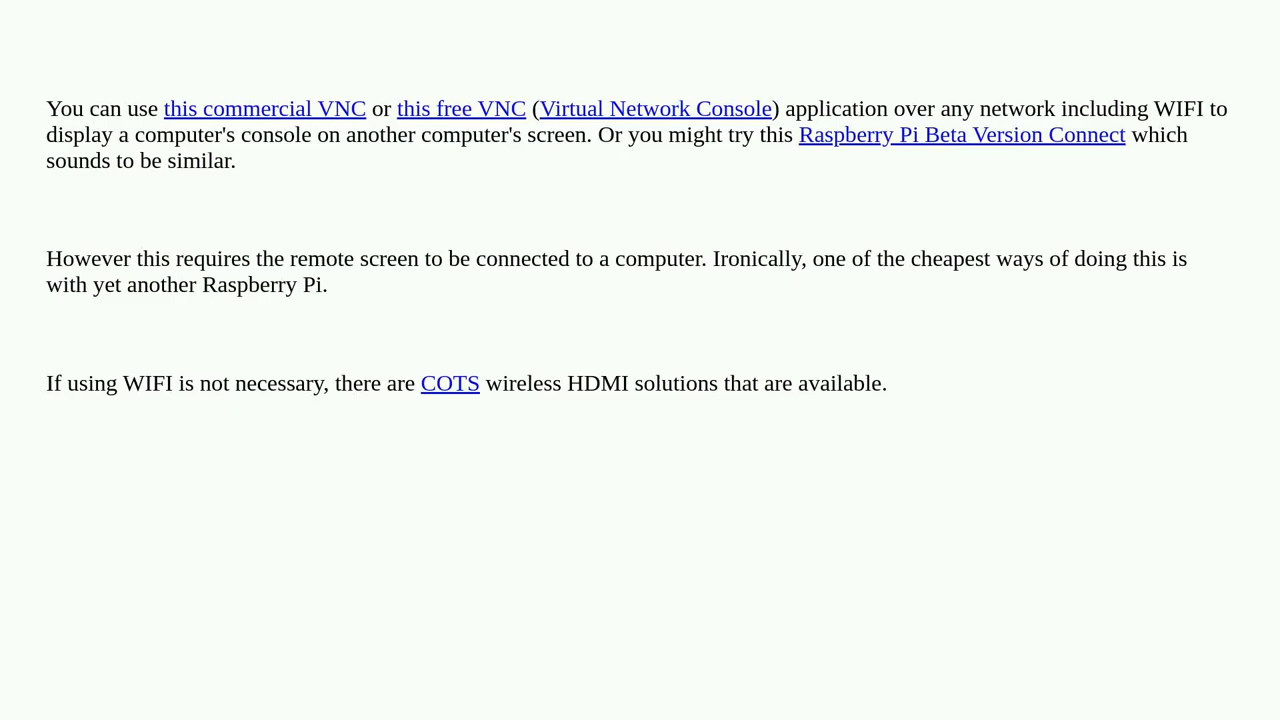 You can use this commercial VNC or this free VNC (Virtual Network Console) application over any network including WIFI to
display a computer's console on another computer's screen. Or you might try this Raspberry Pi Beta Version Connect which
sounds to be similar.
However this requires the remote screen to be connected to a computer. Ironically, one of the cheapest ways of doing this is
with yet another Raspberry Pi.
If using WIFI is not necessary, there are COTS wireless HDMI solutions that are available.